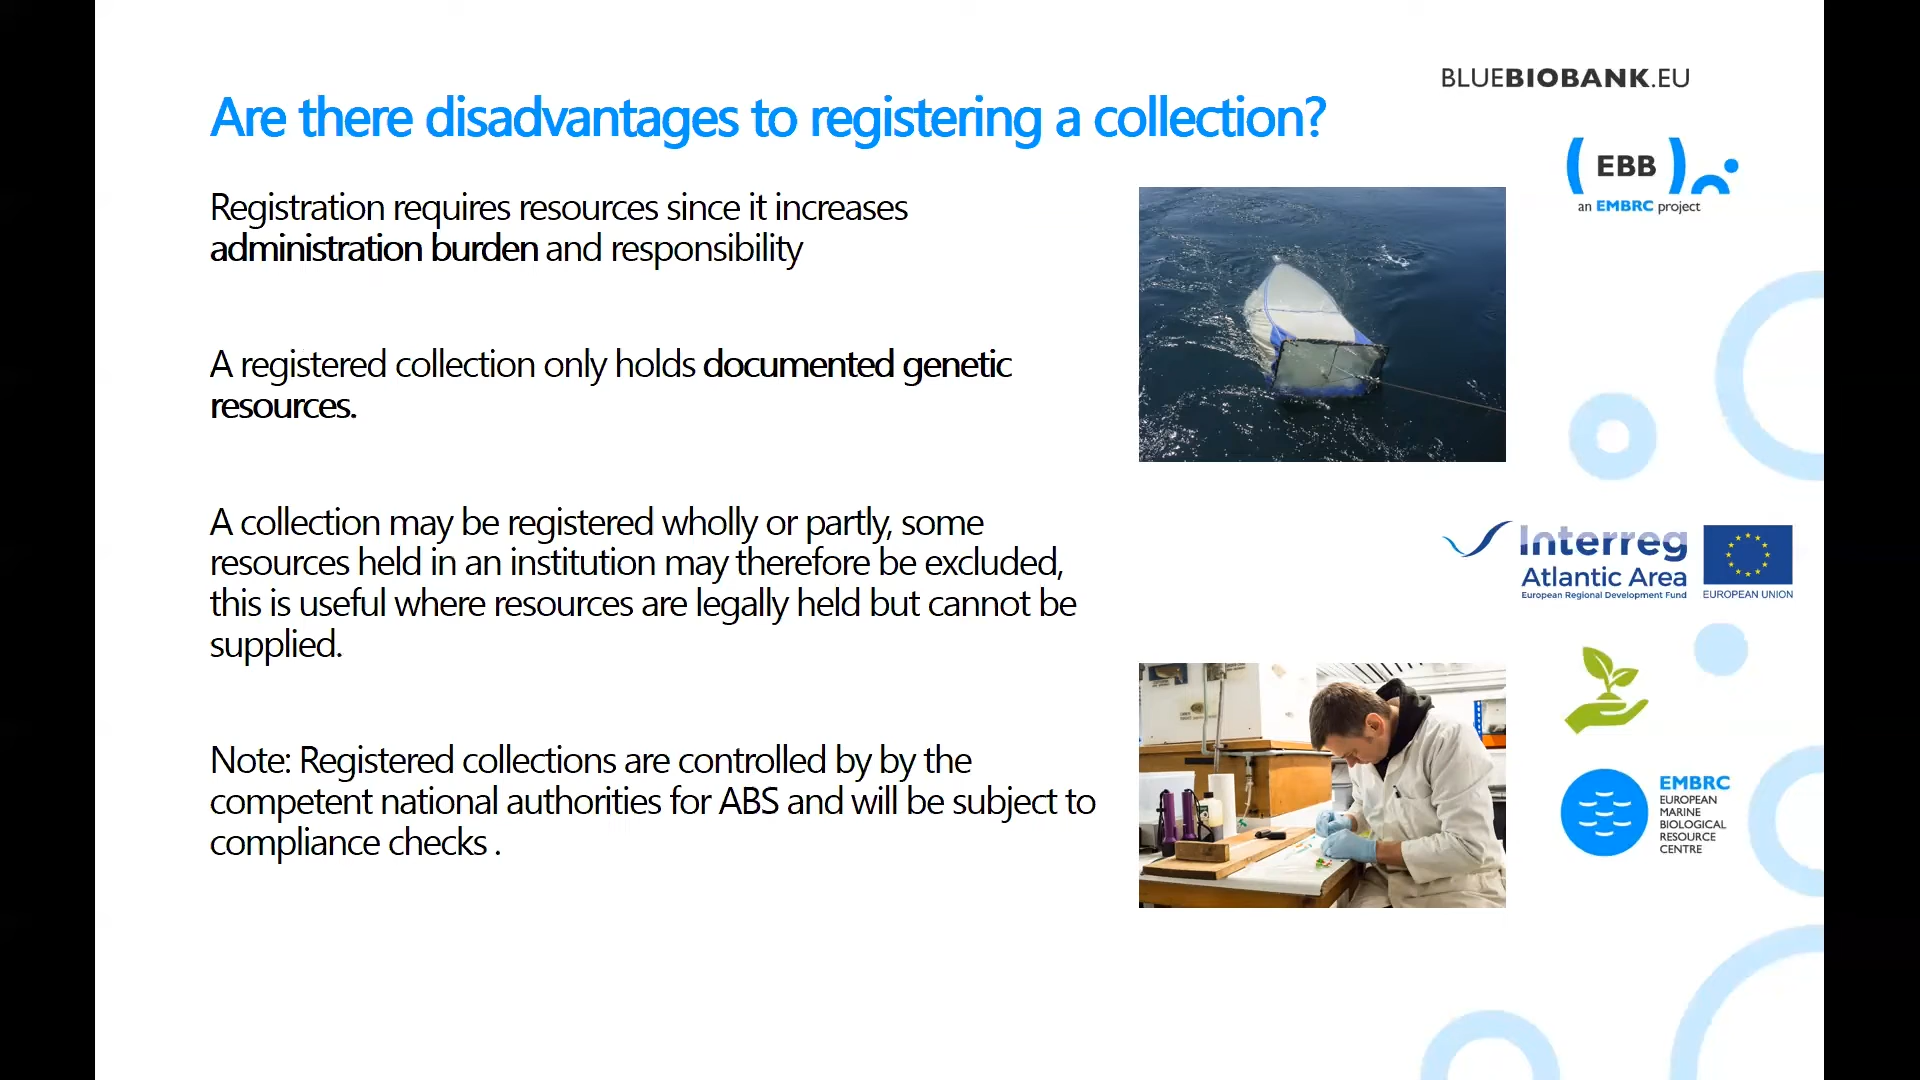 BLUEBIOBANK.EU
Are there disadvantages to registering a collection?
EBB
an EMBRC project
Registration requires resources since it increases
administration burden and responsibility
A registered collection only holds documented genetic
resources.
A collection may be registered wholly or partly, some
resources held in an institution may therefore be excluded,
this is useful where resources are legally held but cannot be
supplied.
Note: Registered collections are controlled by by the
competent national authorities for ABS and will be subject to
compliance checks .
Interreg
Atlantic Area
European Regional Development Fund
EUROPEAN UNION
EMBRC
EUROPEAN
MARINE
BIOLOGICAL
RESOURCE
CENTRE